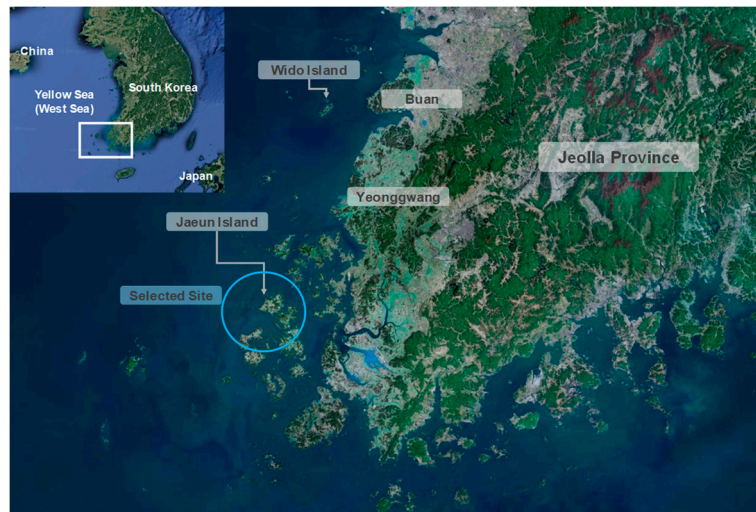 China
Yellow Sea
(West Sea)
South Korea
Japan
Wido Island
Buan
Jeolla Province
Yeonggwang
Jaeun Island
Selected Site